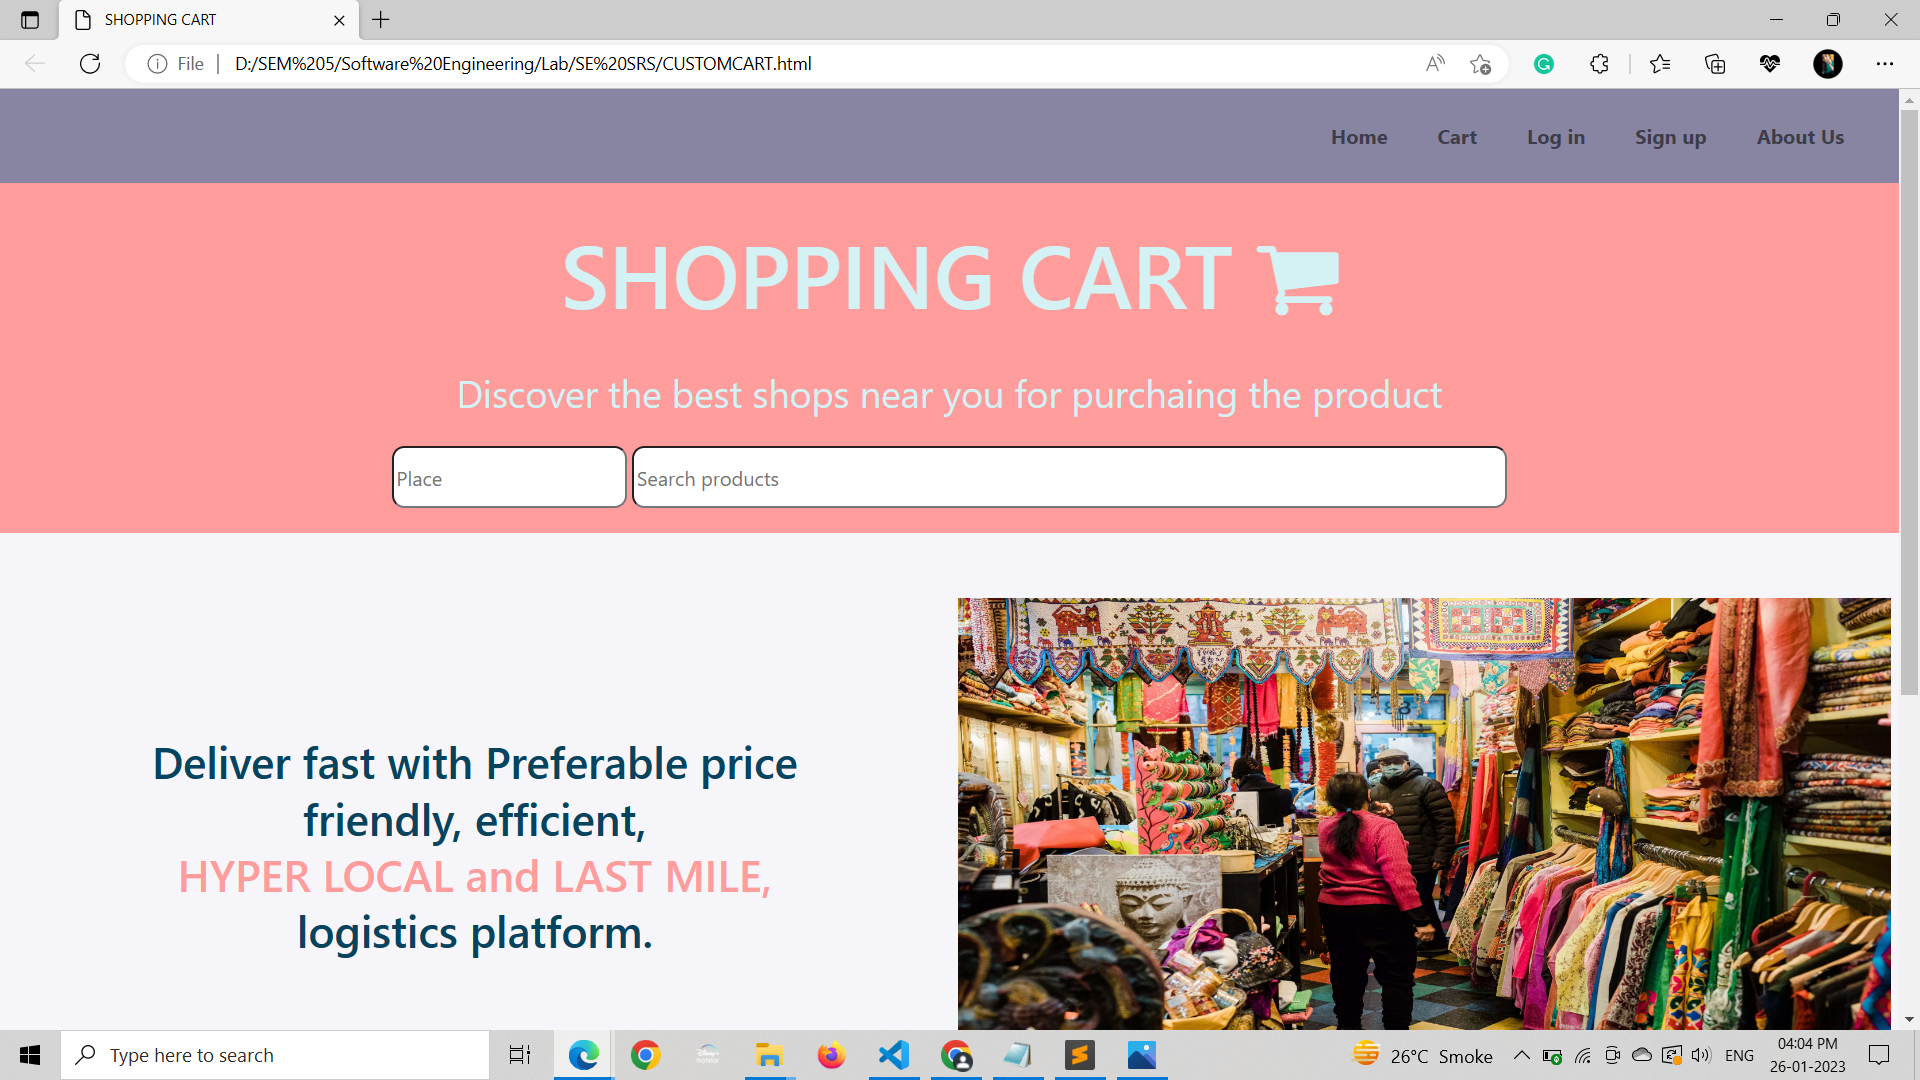 SHOPPING CART
File
D:/SEM%205/Software%20Engineering/Lab/SE%20SRS/CUSTOMCART.html
Home
Cart
Log in
Sign up
About Us
SHOPPING CART
Discover the best shops near you for purchaing the product
Place
Search products
Deliver fast with Preferable price
friendly, efficient,
HYPER LOCAL and LAST MILE,
logistics platform.
Type here to search
26°C Smoke
ENG
04:04 PM
26-01-2023